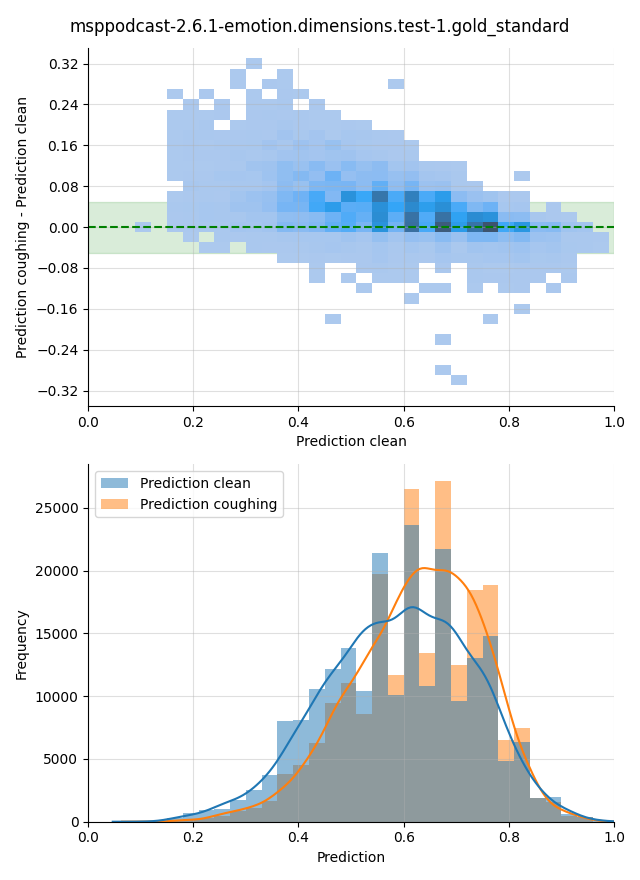 msppodcast-2.6.1-emotion.dimensions.test-1.gold_standard
Prediction coughing - Prediction clean
0.32
0.24
0.16
0.08
0.00
−0.08
−0.16
−0.24
−0.32
0.0 0.2 0.4 0.6 0.8 1.0
Prediction clean
Frequency
Prediction clean
Prediction coughing
25000
20000
15000
10000
5000
0
0.0 0.2 0.4 0.6 0.8 1.0
Prediction